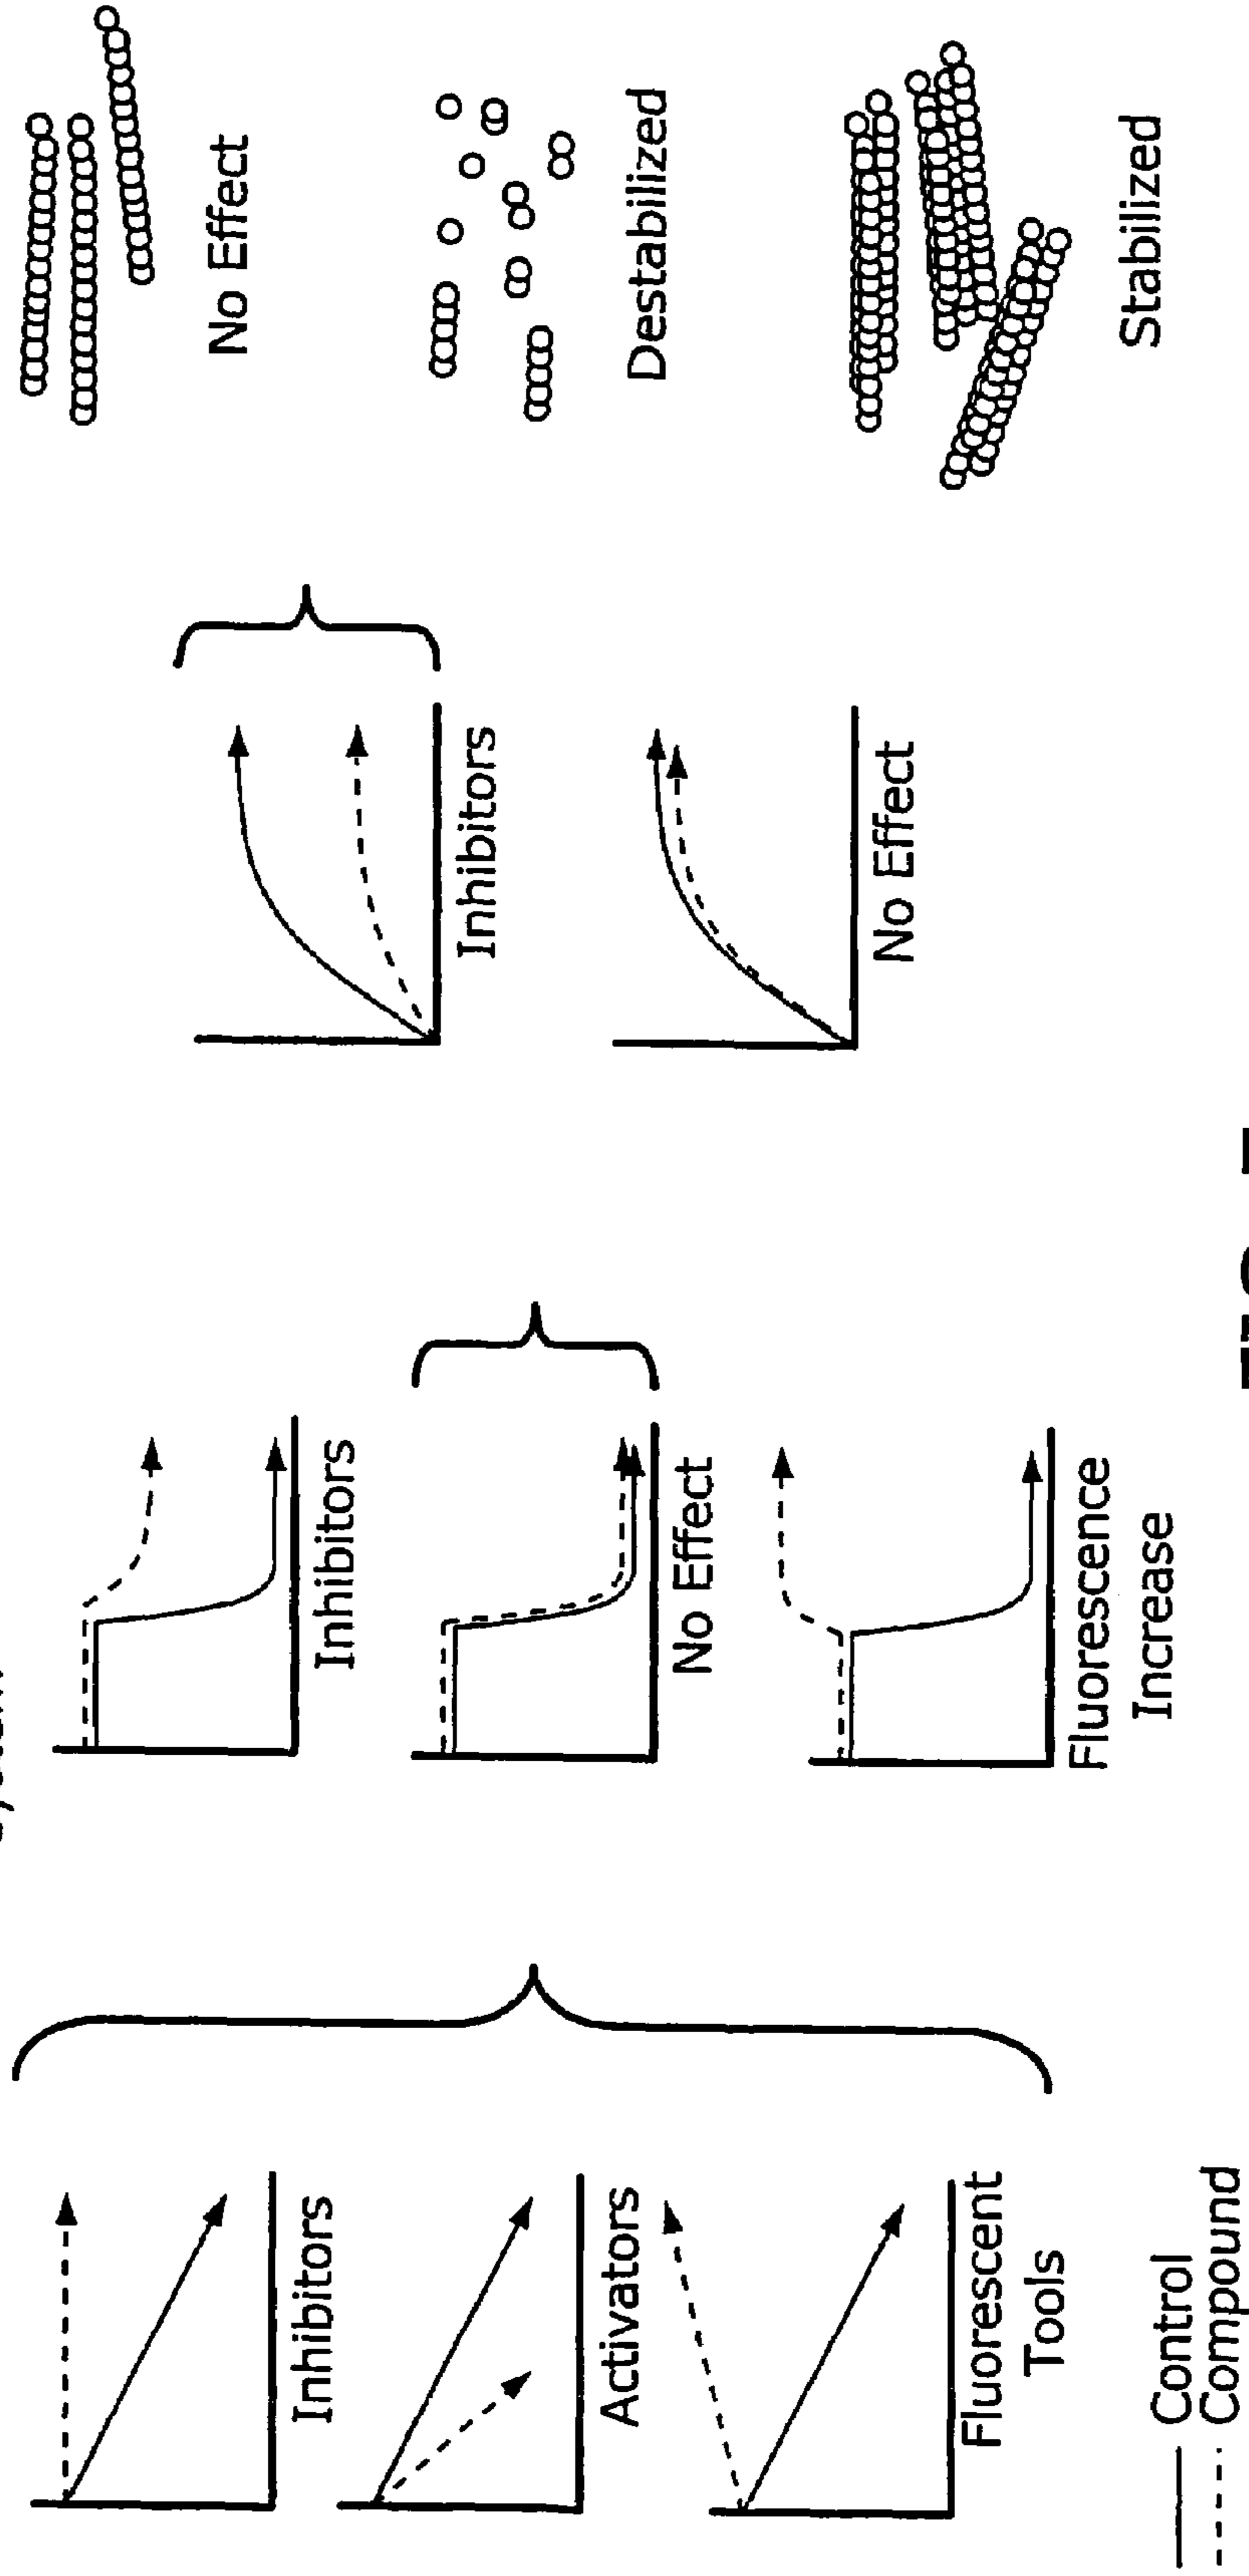 Inhibitors
Activators
Fluorescent
Tools
Control
Compound
Inhibitors
No Effect
Fluorescence
Increase
Inhibitors
No Effect
No Effect
Destabilized
Stabilized